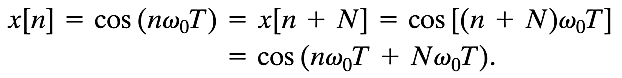 x[n] = cos (nω₀T) = x[n + N] = cos [(n + N)ω₀T]
= cos (nω₀T + Nω₀T).